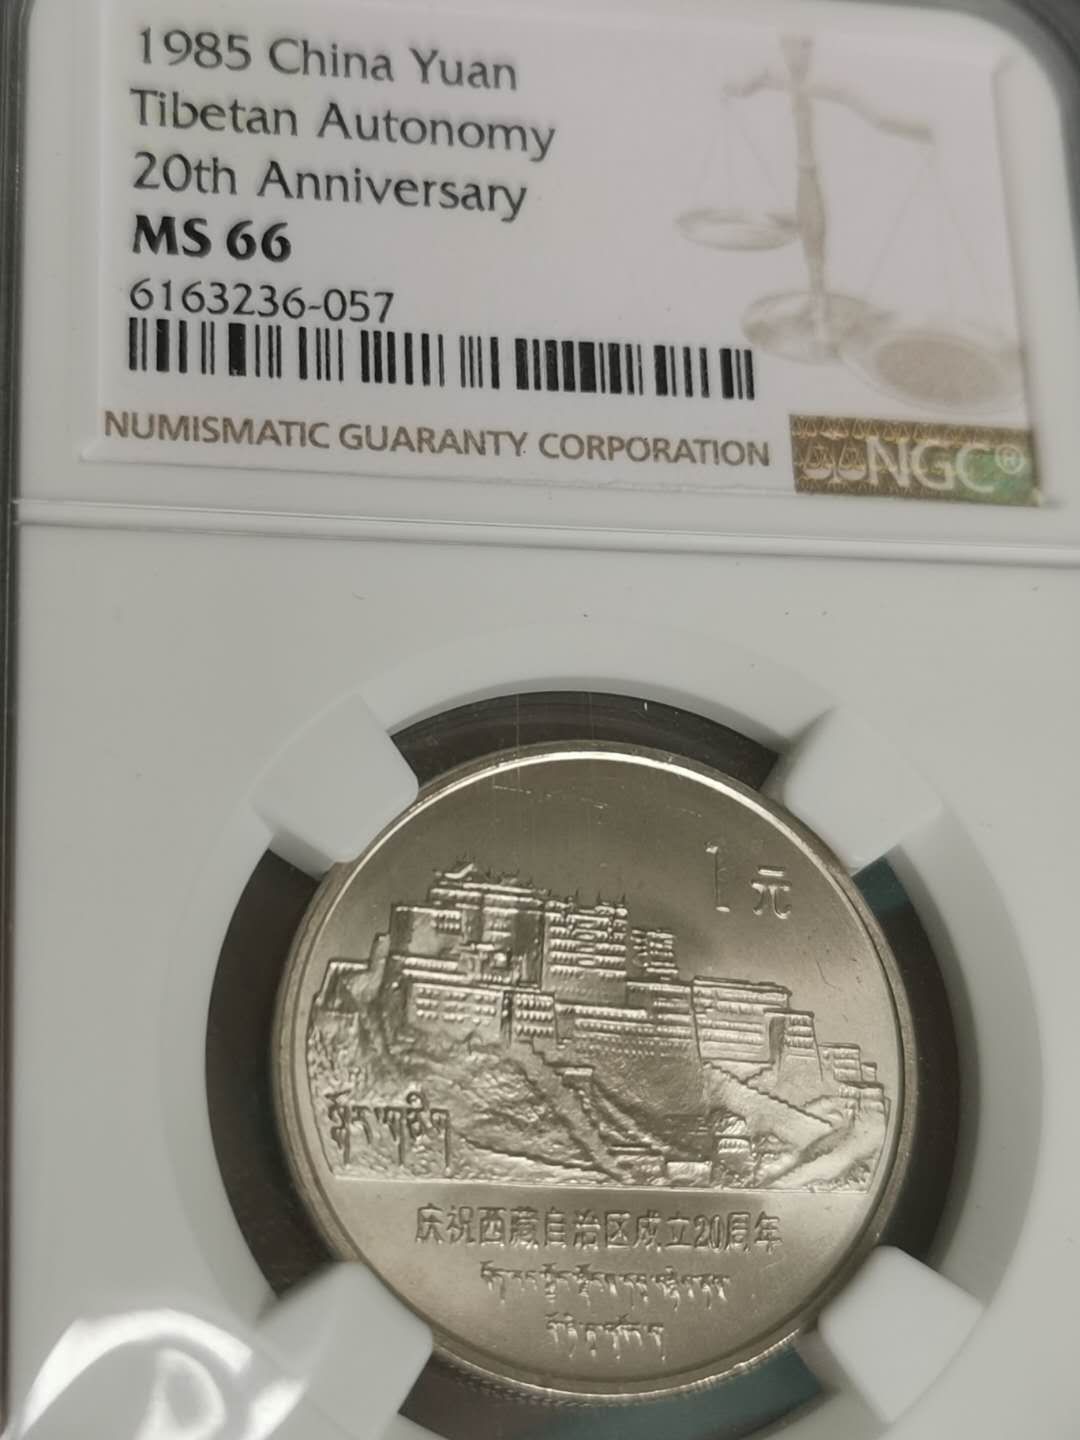 1985 China Yuan
Tibetan Autonomy
20th Anniversary
MS 66
6163236-057
NUMISMATIC GUARANTY CORPORATION
NGC®
1元
庆祝西藏自治区成立20周年